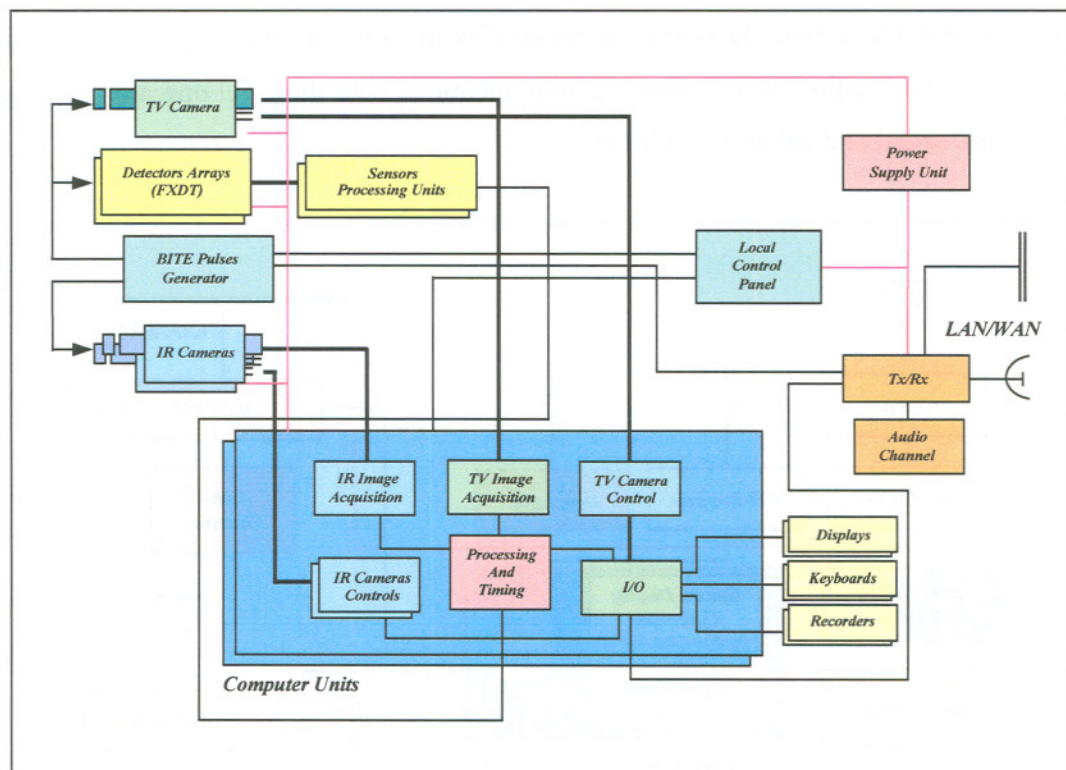 TV Camera
Detectors Arrays
(FXDT)
Sensors
Processing Units
Power
Supply Unit
BITE Pulses
Generator
Local
Control
Panel
LAN/WAN
IR Cameras
Tx/Rx
Audio
Channel
IR Image
Acquisition
TV Image
Acquisition
TV Camera
Control
Displays
Processing
And
Timing
IR Cameras
Controls
I/O
Keyboards
Recorders
Computer Units